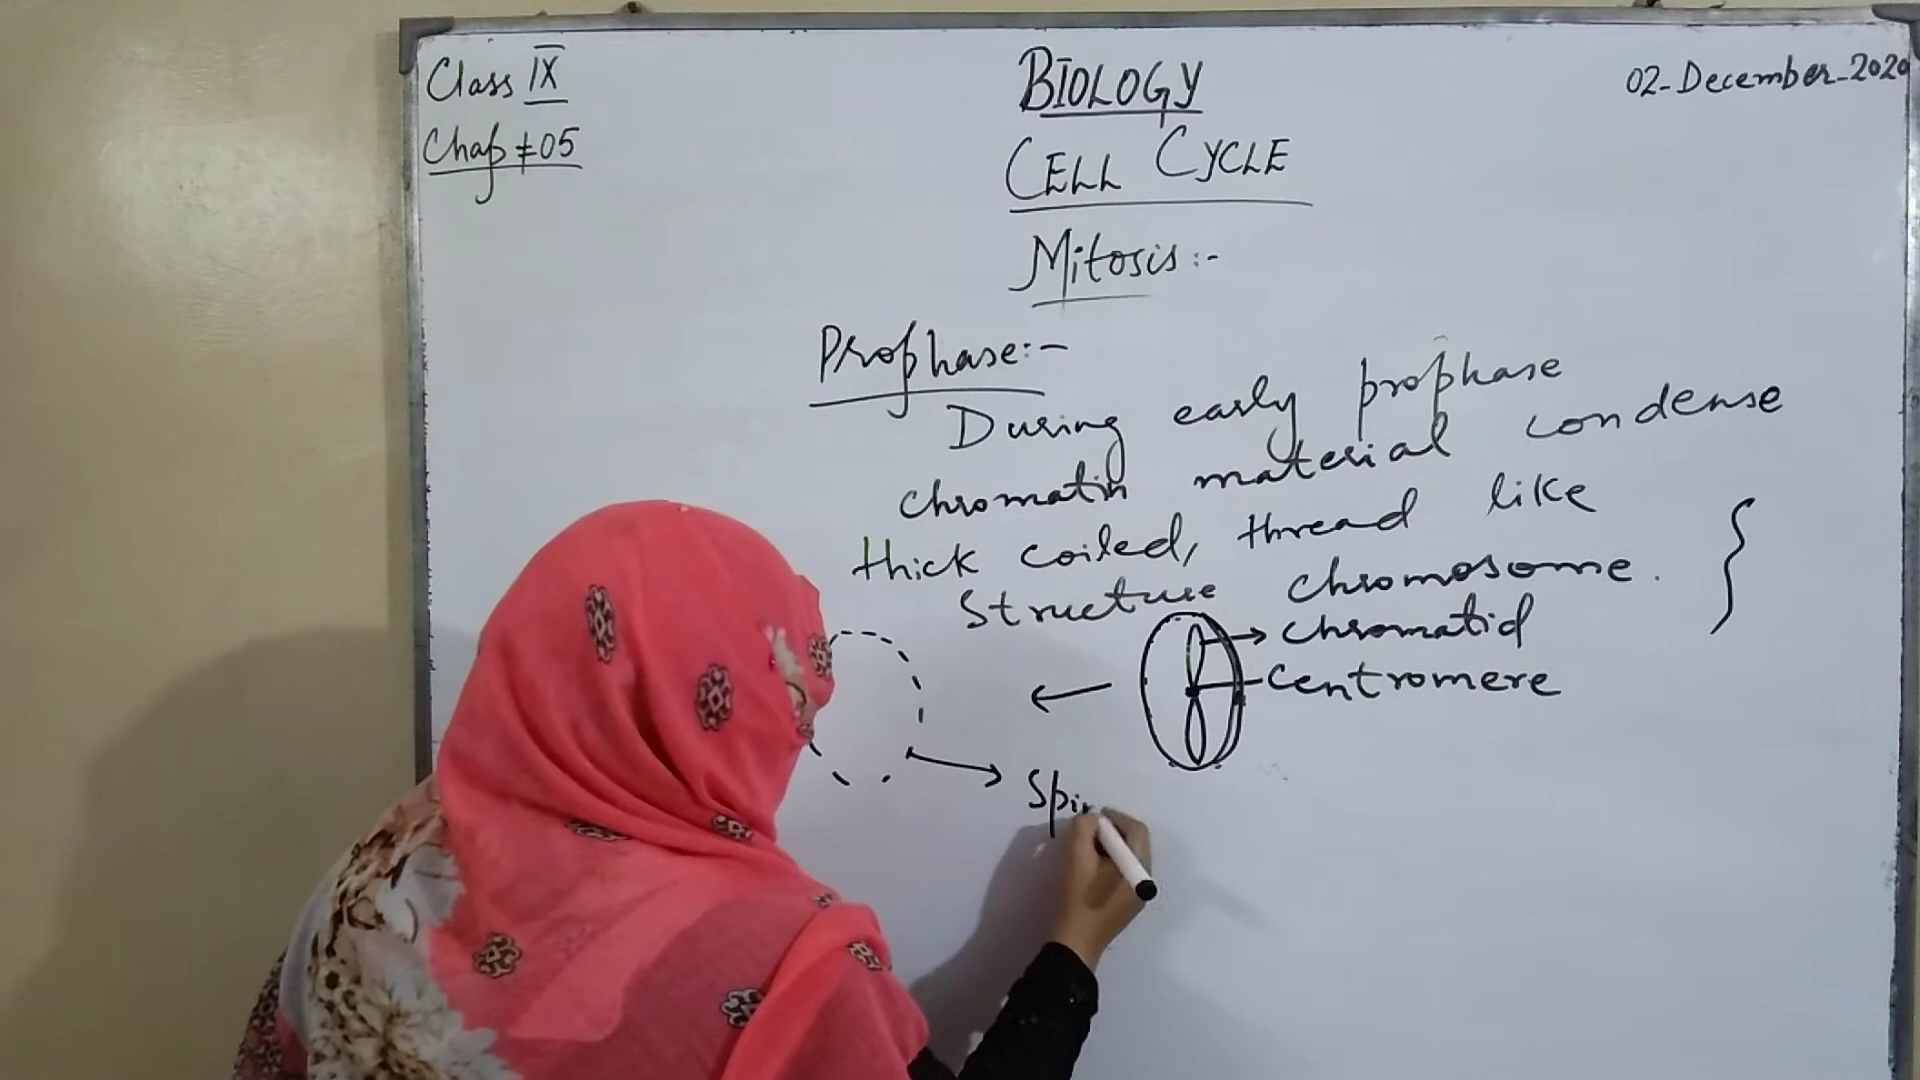 Class IX
Chap # 05
BIOLOGY
02-December-2020
CELL CYCLE
Mitosis:-
Prophase:-
During early prophase
chromatin material condense
thick coiled, thread like
structure chromosome.
chromatid
centromere
Spin